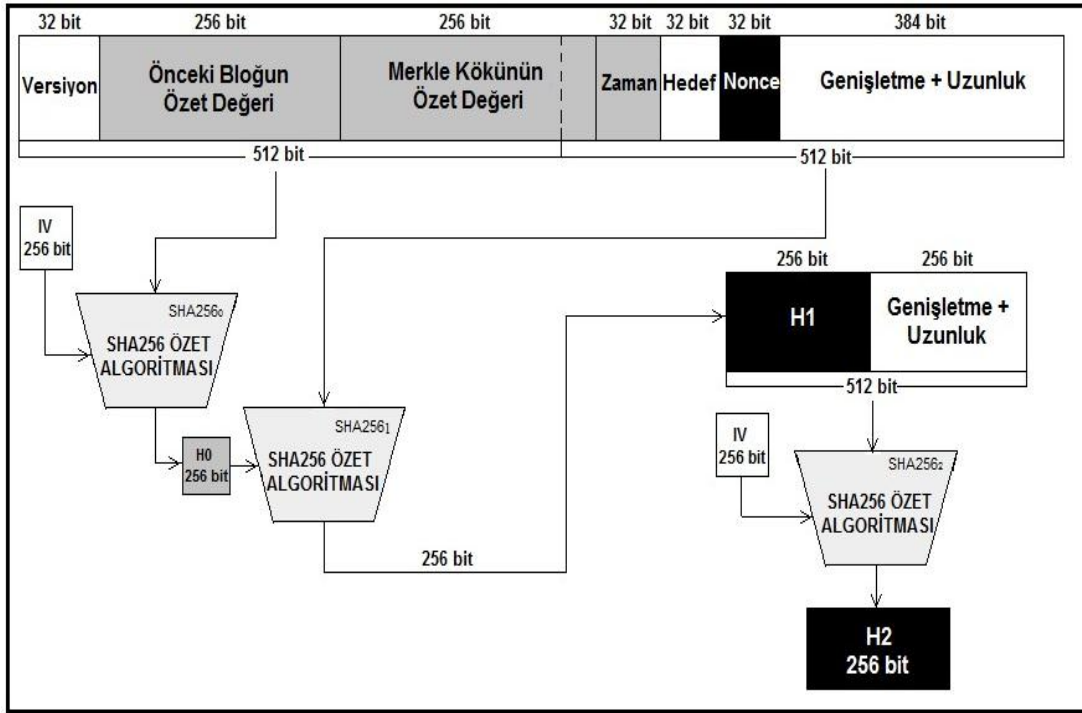 32 bit 256 bit 256 bit 32 bit 32 bit 32 bit 384 bit
Versiyon
Önceki Bloğun
Özet Değeri
Merkle Kökünün
Özet Değeri
Zaman
Hedef
Nonce
Genişletme + Uzunluk
512 bit
512 bit
IV
256 bit
SHA256₀
SHA256 ÖZET
ALGORİTMASI
H0
256 bit
SHA256₁
SHA256 ÖZET
ALGORİTMASI
256 bit
256 bit 256 bit
H1
Genişletme +
Uzunluk
512 bit
IV
256 bit
SHA256₂
SHA256 ÖZET
ALGORİTMASI
H2
256 bit